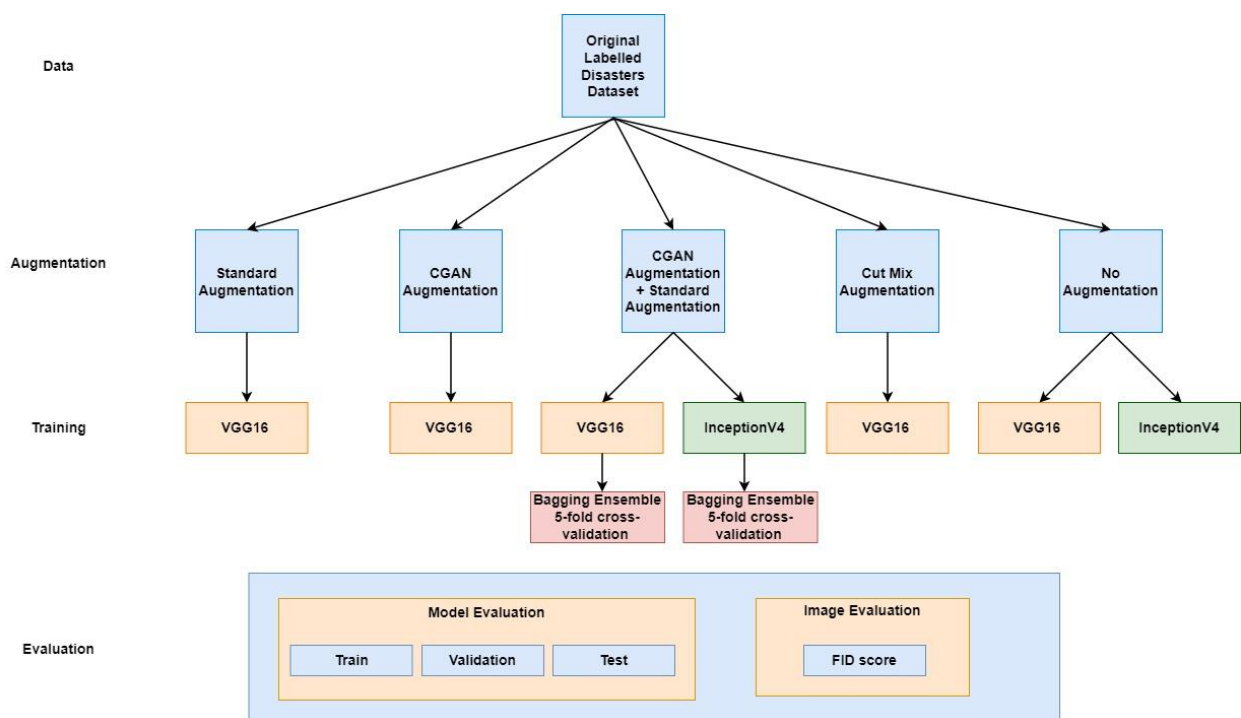 Data
Original
Labelled
Disasters
Dataset
Augmentation
Standard
Augmentation
CGAN
Augmentation
CGAN
Augmentation
+ Standard
Augmentation
Cut Mix
Augmentation
No
Augmentation
Training
VGG16
VGG16
VGG16
InceptionV4
VGG16
VGG16
InceptionV4
Bagging Ensemble
5-fold cross-
validation
Bagging Ensemble
5-fold cross-
validation
Evaluation
Model Evaluation
Train
Validation
Test
Image Evaluation
FID score